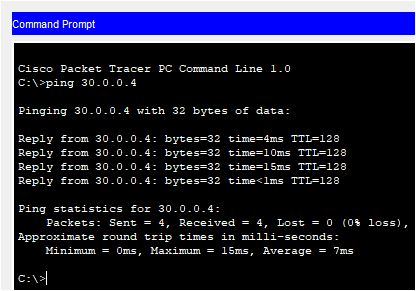 Command Prompt
Cisco Packet Tracer PC Command Line 1.0
C:\>ping 30.0.0.4
Pinging 30.0.0.4 with 32 bytes of data:
Reply from 30.0.0.4: bytes=32 time=4ms TTL=128
Reply from 30.0.0.4: bytes=32 time=10ms TTL=128
Reply from 30.0.0.4: bytes=32 time=15ms TTL=128
Reply from 30.0.0.4: bytes=32 time<1ms TTL=128
Ping statistics for 30.0.0.4:
Packets: Sent = 4, Received = 4, Lost = 0 (0% loss),
Approximate round trip times in milli-seconds:
Minimum = 0ms, Maximum = 15ms, Average = 7ms
C:\>